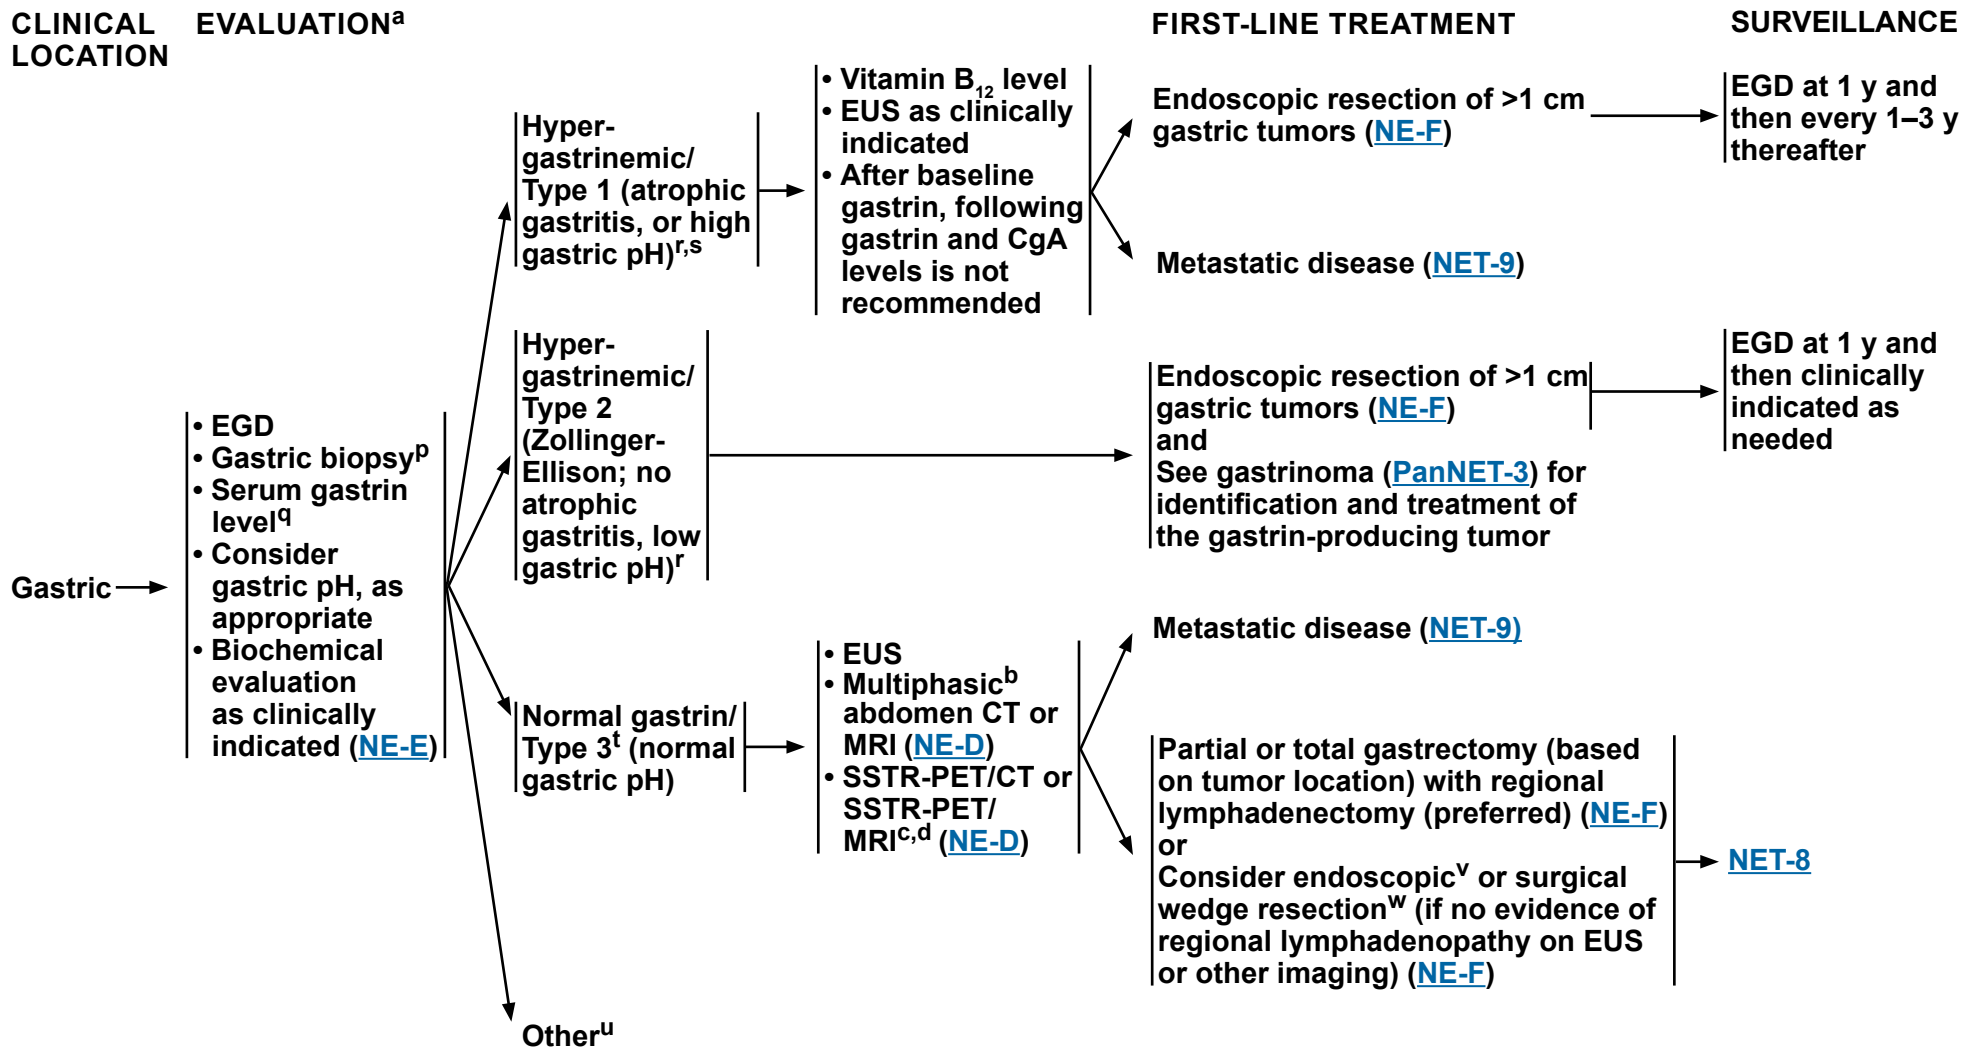 CLINICAL
LOCATION
EVALUATIONa
FIRST-LINE TREATMENT
SURVEILLANCE
Gastric
• EGD
• Gastric biopsyp
• Serum gastrin
levelq
• Consider
gastric pH, as
appropriate
• Biochemical
evaluation
as clinically
indicated (NE-E)
Hyper-
gastrinemic/
Type 1 (atrophic
gastritis, or high
gastric pH)r,s
• Vitamin B12 level
• EUS as clinically
indicated
• After baseline
gastrin, following
gastrin and CgA
levels is not
recommended
Endoscopic resection of >1 cm
gastric tumors (NE-F)
EGD at 1 y and
then every 1–3 y
thereafter
Metastatic disease (NET-9)
Hyper-
gastrinemic/
Type 2
(Zollinger-
Ellison; no
atrophic
gastritis, low
gastric pH)r
Endoscopic resection of >1 cm
gastric tumors (NE-F)
and
See gastrinoma (PanNET-3) for
identification and treatment of
the gastrin-producing tumor
EGD at 1 y and
then clinically
indicated as
needed
Normal gastrin/
Type 3t (normal
gastric pH)
• EUS
• Multiphasicb
abdomen CT or
MRI (NE-D)
• SSTR-PET/CT or
SSTR-PET/
MRIc,d (NE-D)
Metastatic disease (NET-9)
Partial or total gastrectomy (based
on tumor location) with regional
lymphadenectomy (preferred) (NE-F)
or
Consider endoscopicv or surgical
wedge resectionw (if no evidence of
regional lymphadenopathy on EUS
or other imaging) (NE-F)
NET-8
Otheru